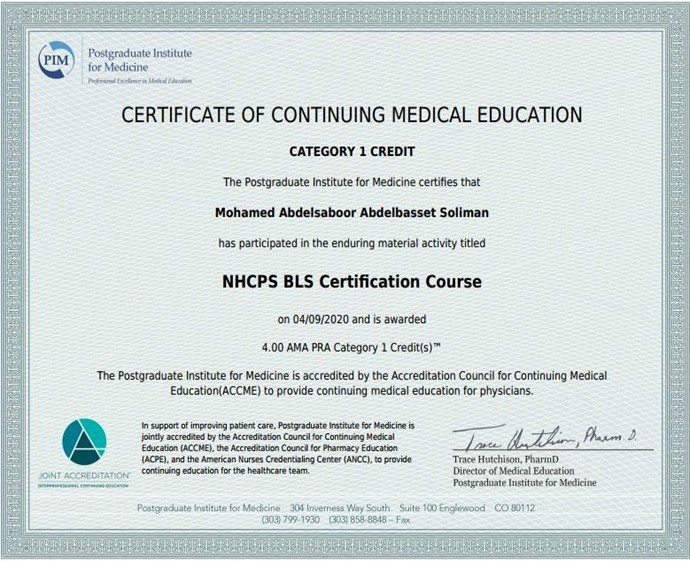 PIM
Postgraduate Institute
for Medicine
Professional Excellence in Medical Education
CERTIFICATE OF CONTINUING MEDICAL EDUCATION
CATEGORY 1 CREDIT
The Postgraduate Institute for Medicine certifies that
Mohamed Abdelsaboor Abdelbasset Soliman
has participated in the enduring material activity titled
NHCPS BLS Certification Course
on 04/09/2020 and is awarded
4.00 AMA PRA Category 1 Credit(s)™
The Postgraduate Institute for Medicine is accredited by the Accreditation Council for Continuing Medical
Education(ACCME) to provide continuing medical education for physicians.
JOINT ACCREDITATION™
INTERPROFESSIONAL CONTINUING EDUCATION
In support of improving patient care, Postgraduate Institute for Medicine is
jointly accredited by the Accreditation Council for Continuing Medical
Education (ACCME), the Accreditation Council for Pharmacy Education
(ACPE), and the American Nurses Credentialing Center (ANCC), to provide
continuing education for the healthcare team.
Trace Hutchison, Pharm. D.
Trace Hutchison, PharmD
Director of Medical Education
Postgraduate Institute for Medicine
Postgraduate Institute for Medicine 304 Inverness Way South Suite 100 Englewood CO 80112
(303) 799-1930 (303) 858-8848 – Fax